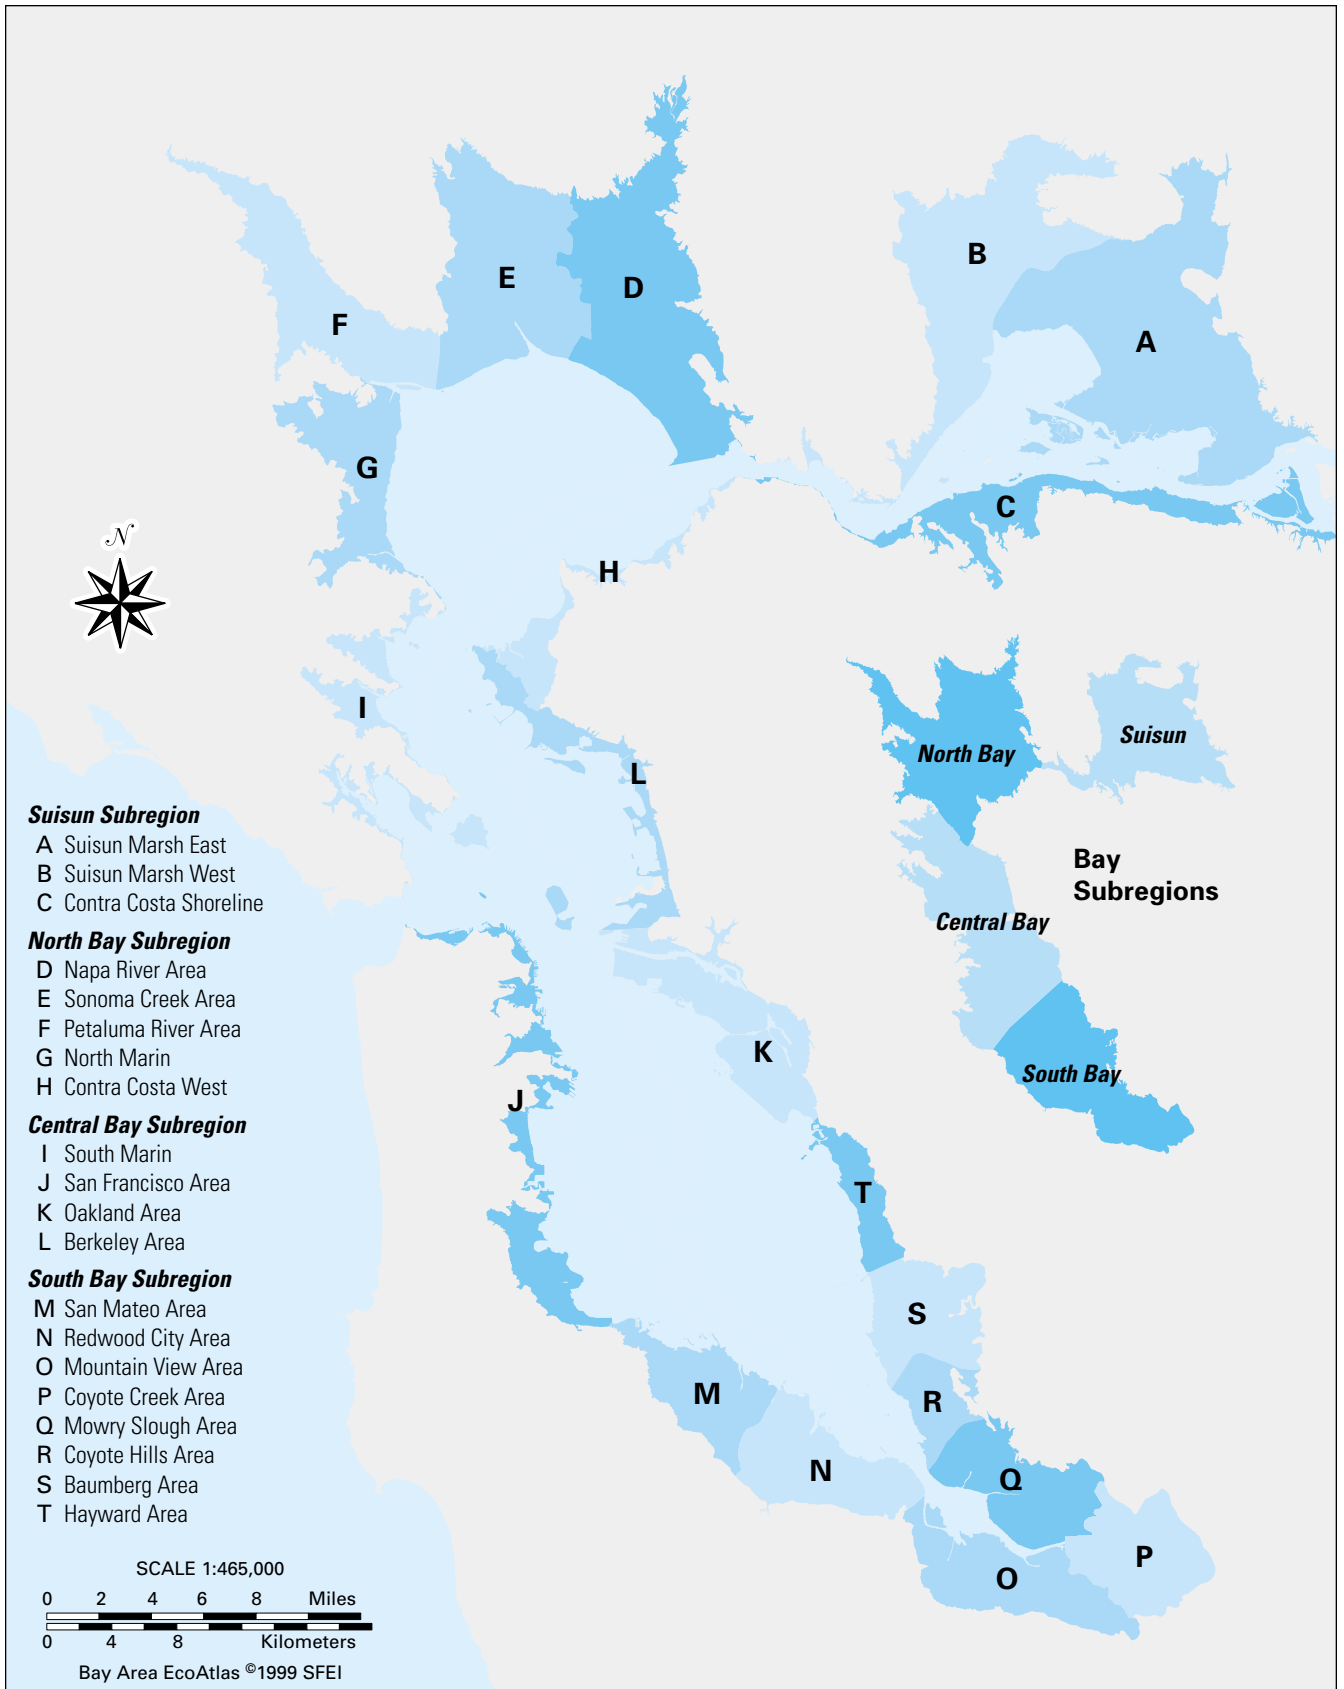 B
E
D
F
A
G
C
N
H
I
L
K
J
T
S
M
R
N
Q
P
O
North Bay
Suisun
Bay
Subregions
Central Bay
South Bay
Suisun Subregion
A Suisun Marsh East
B Suisun Marsh West
C Contra Costa Shoreline
North Bay Subregion
D Napa River Area
E Sonoma Creek Area
F Petaluma River Area
G North Marin
H Contra Costa West
Central Bay Subregion
I South Marin
J San Francisco Area
K Oakland Area
L Berkeley Area
South Bay Subregion
M San Mateo Area
N Redwood City Area
O Mountain View Area
P Coyote Creek Area
Q Mowry Slough Area
R Coyote Hills Area
S Baumberg Area
T Hayward Area
SCALE 1:465,000
0 2 4 6 8 Miles
0 4 8 Kilometers
Bay Area EcoAtlas ©1999 SFEI